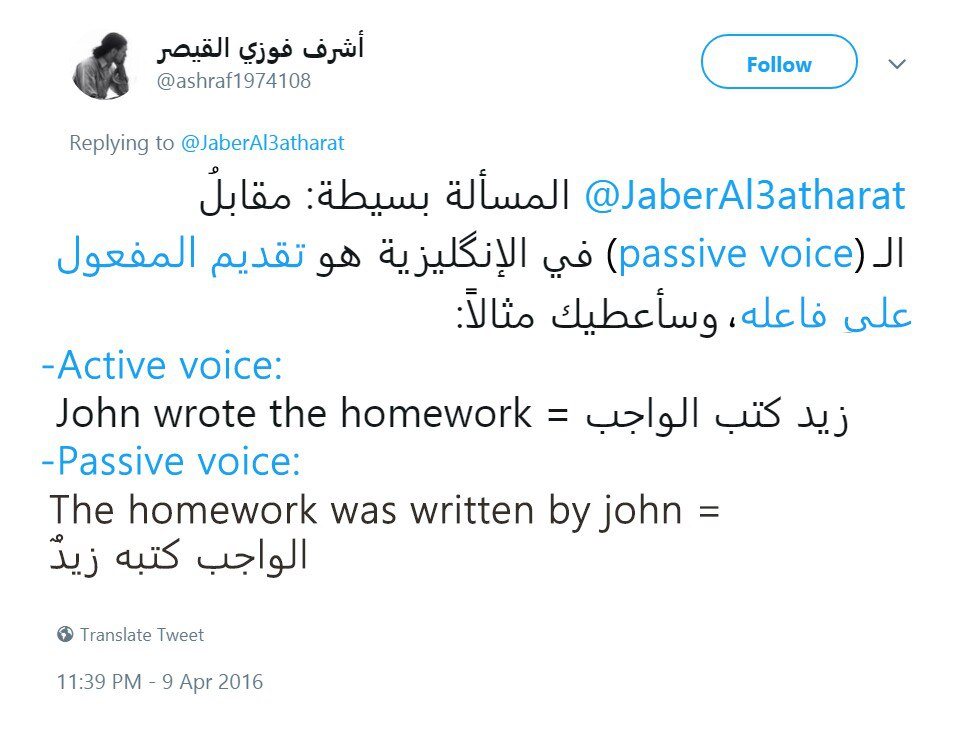 أشرف فوزي القيصر
@ashraf1974108
Follow
Replying to @JaberAl3atharat
@JaberAl3atharat المسألة بسيطة: مقابلُ
الـ (passive voice) في الإنگليزية هو تقديم المفعول
على فاعله، وسأعطيك مثالاً:
-Active voice:
John wrote the homework = زيد كتب الواجب
-Passive voice:
The homework was written by john =
الواجب كتبه زيدٌ
Translate Tweet
11:39 PM - 9 Apr 2016